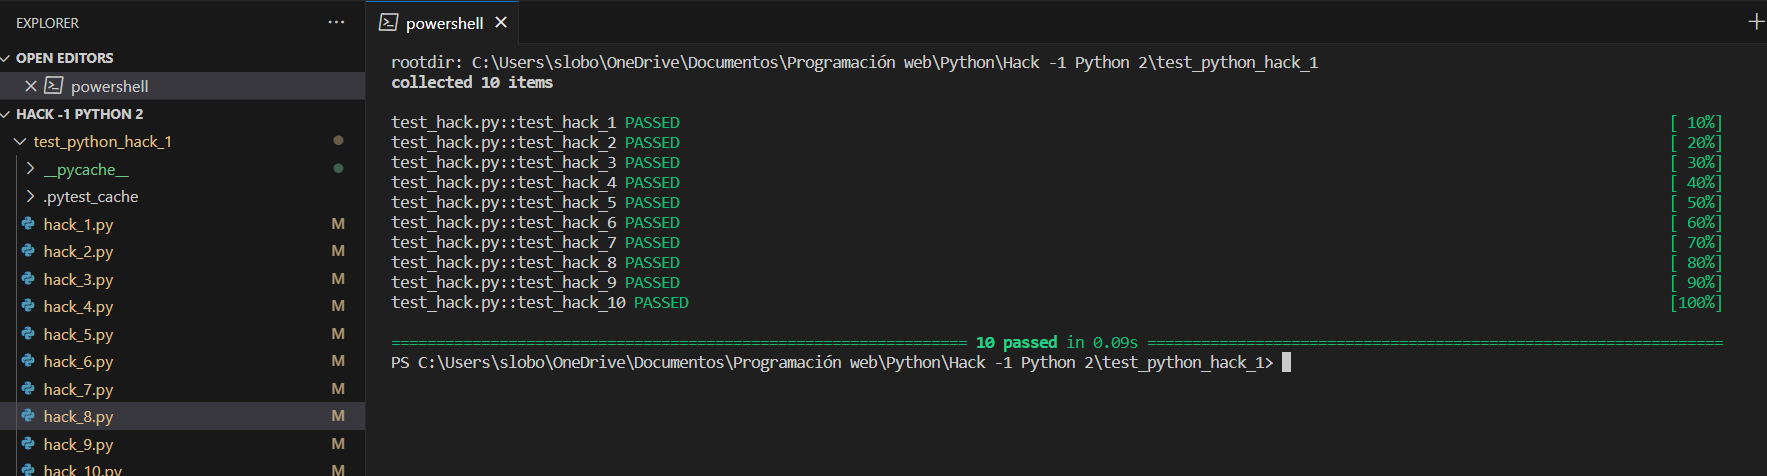 EXPLORER
OPEN EDITORS
powershell
HACK -1 PYTHON 2
test_python_hack_1
__pycache__
.pytest_cache
hack_1.py M
hack_2.py M
hack_3.py M
hack_4.py M
hack_5.py M
hack_6.py M
hack_7.py M
hack_8.py M
hack_9.py M
hack_10.py M
powershell
rootdir: C:\Users\slobo\OneDrive\Documentos\Programación web\Python\Hack -1 Python 2\test_python_hack_1
collected 10 items
test_hack.py::test_hack_1 PASSED [ 10%]
test_hack.py::test_hack_2 PASSED [ 20%]
test_hack.py::test_hack_3 PASSED [ 30%]
test_hack.py::test_hack_4 PASSED [ 40%]
test_hack.py::test_hack_5 PASSED [ 50%]
test_hack.py::test_hack_6 PASSED [ 60%]
test_hack.py::test_hack_7 PASSED [ 70%]
test_hack.py::test_hack_8 PASSED [ 80%]
test_hack.py::test_hack_9 PASSED [ 90%]
test_hack.py::test_hack_10 PASSED [100%]
================================================================ 10 passed in 0.09s ================================================================
PS C:\Users\slobo\OneDrive\Documentos\Programación web\Python\Hack -1 Python 2\test_python_hack_1>